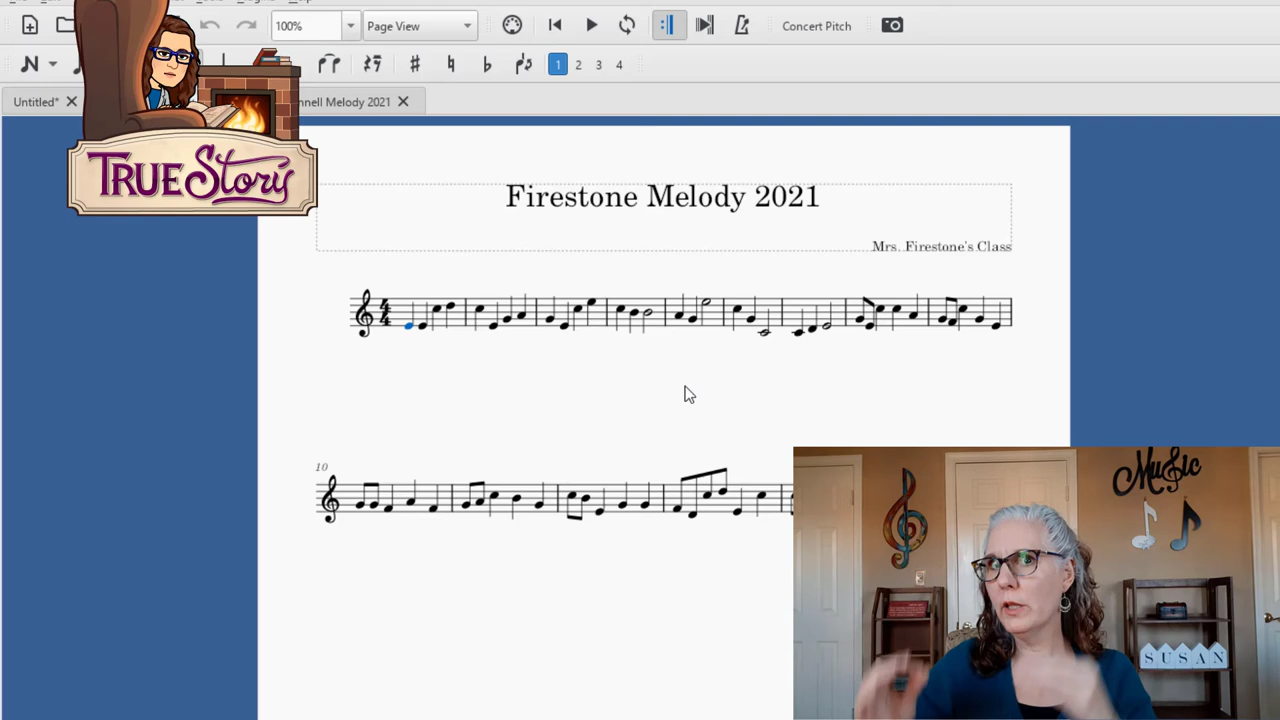 100%
Page View
Concert Pitch
1 2 3 4
Untitled*
nnell Melody 2021
TRUE Story
Firestone Melody 2021
Mrs. Firestone's Class
10
Music
SUSAN